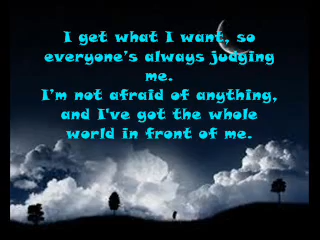 I get what I want, so
everyone's always judging
me.
I'm not afraid of anything,
and I've got the whole
world in front of me.